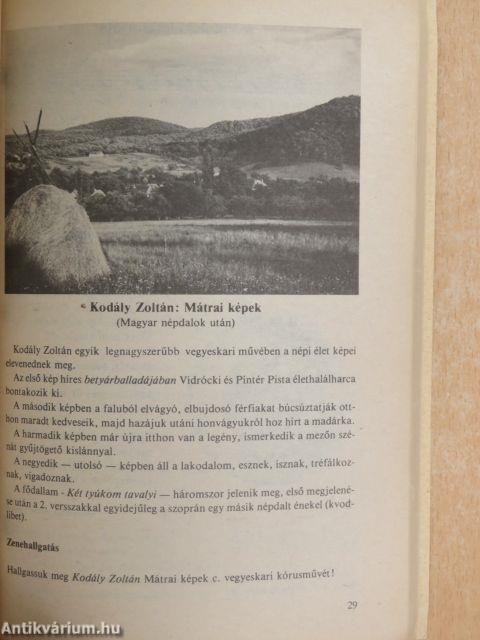 Kodály Zoltán: Mátrai képek
(Magyar népdalok után)
Kodály Zoltán egyik legnagyszerűbb vegyeskari művében a népi élet képei
elevenednek meg.
Az első kép híres betyárballadájában Vidrócki és Pintér Pista élethalálharca
bontakozik ki.
A második képben a faluból elvágyó, elbujdosó férfiakat búcsúztatják ott-
hon maradt kedveseik, majd hazájuk utáni honvágyukról hoz hírt a madárka.
A harmadik képben már újra itthon van a legény, ismerkedik a mezőn szé-
nát gyűjtögető kislánnyal.
A negyedik — utolsó — képben áll a lakodalom, esznek, isznak, tréfálkoz-
nak, vigadoznak.
A fődallam - Két tyúkom tavalyi — háromszor jelenik meg, első megjelené-
se után a 2. versszakkal egyidejűleg a szoprán egy másik népdalt énekel (kvod-
libet).
Zenehallgatás
Hallgassuk meg Kodály Zoltán Mátrai képek c. vegyeskari kórusművét!
29
Antikvárium.hu